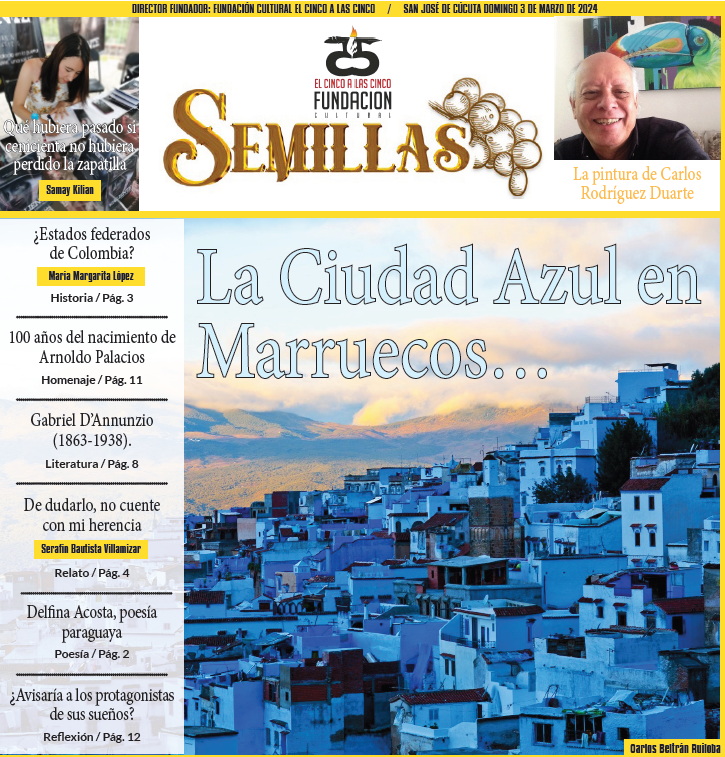 DIRECTOR FUNDADOR: FUNDACIÓN CULTURAL EL CINCO A LAS CINCO / SAN JOSÉ DE CÚCUTA DOMINGO 3 DE MARZO DE 2024
Qué hubiera pasado si
cenicienta no hubiera
perdido la zapatilla
Samay Kilian
EL CINCO A LAS CINCO
FUNDACION
CULTURAL
SEMILLAS
La pintura de Carlos
Rodríguez Duarte
¿Estados federados
de Colombia?
María Margarita López
Historia / Pág. 3
100 años del nacimiento de
Arnoldo Palacios
Homenaje / Pág. 11
Gabriel D’Annunzio
(1863-1938).
Literatura / Pág. 8
De dudarlo, no cuente
con mi herencia
Serafín Bautista Villamizar
Relato / Pág. 4
Delfina Acosta, poesía
paraguaya
Poesía / Pág. 2
¿Avisaría a los protagonistas
de sus sueños?
Reflexión / Pág. 12
La Ciudad Azul en
Marruecos…
Carlos Beltrán Ruiloba